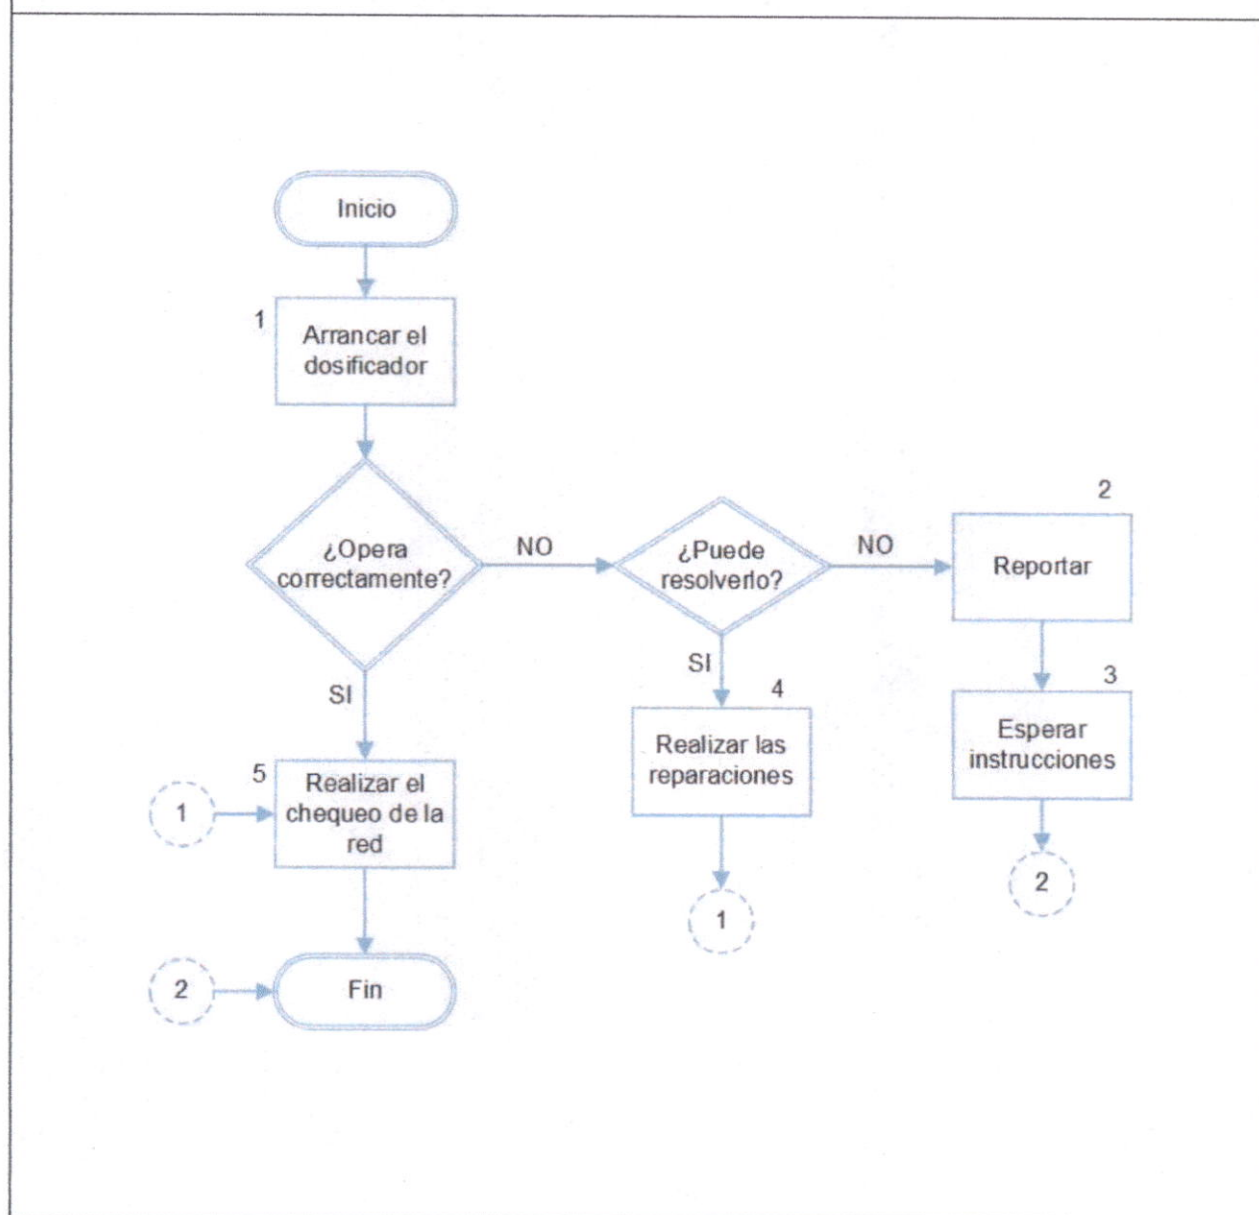 Inicio
1
Arrancar el
dosificador
¿Opera
correctamente?
NO
¿Puede
resolverlo?
NO
2
Reportar
SI
SI
4
3
Realizar las
reparaciones
Esperar
instrucciones
5
Realizar el
chequeo de la
red
1
1
2
2
Fin